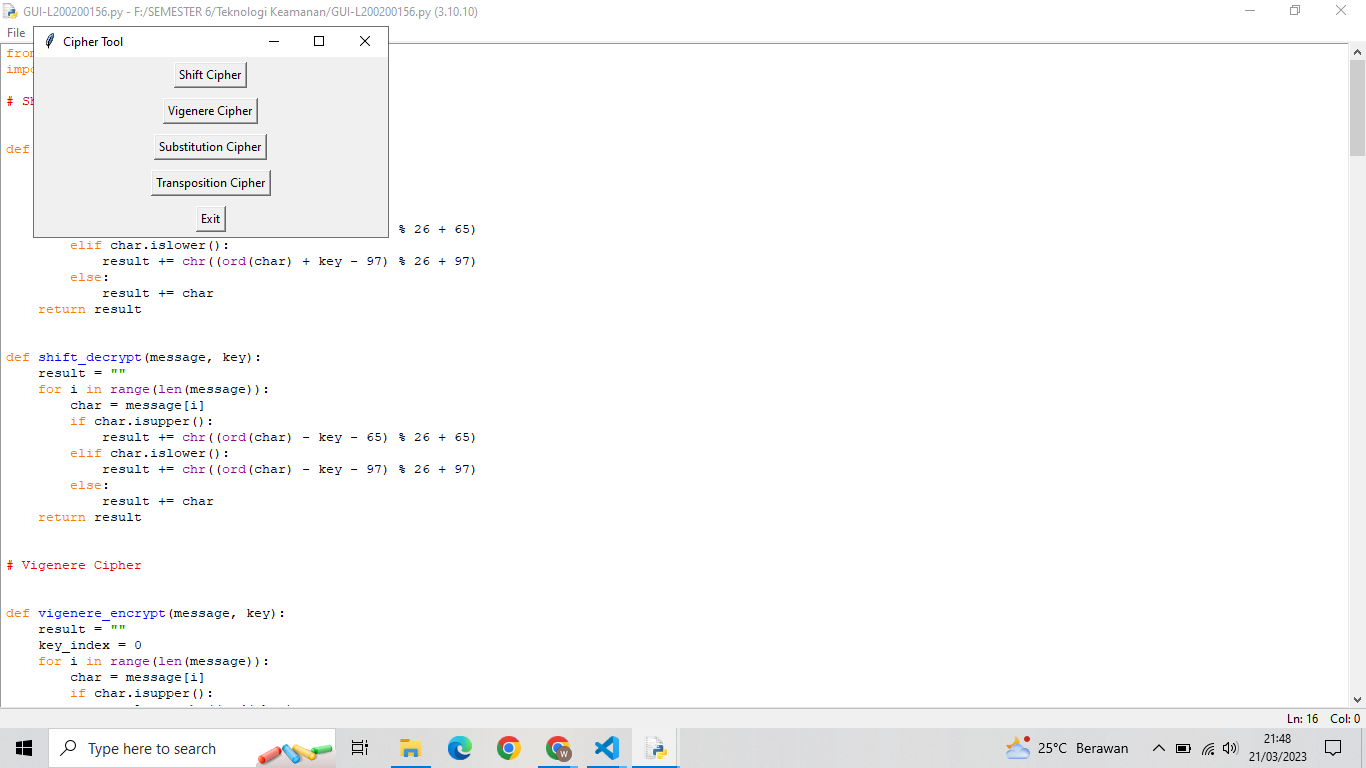 GUI-L200200156.py - F:/SEMESTER 6/Teknologi Keamanan/GUI-L200200156.py (3.10.10)
File
Cipher Tool
Shift Cipher
Vigenere Cipher
Substitution Cipher
Transposition Cipher
Exit
def
% 26 + 65)
elif char.islower():
result += chr((ord(char) + key - 97) % 26 + 97)
else:
result += char
return result
def shift_decrypt(message, key):
result = ""
for i in range(len(message)):
char = message[i]
if char.isupper():
result += chr((ord(char) - key - 65) % 26 + 65)
elif char.islower():
result += chr((ord(char) - key - 97) % 26 + 97)
else:
result += char
return result
# Vigenere Cipher
def vigenere_encrypt(message, key):
result = ""
key_index = 0
for i in range(len(message)):
char = message[i]
if char.isupper():
Ln: 16 Col: 0
Type here to search
25°C Berawan
21:48
21/03/2023